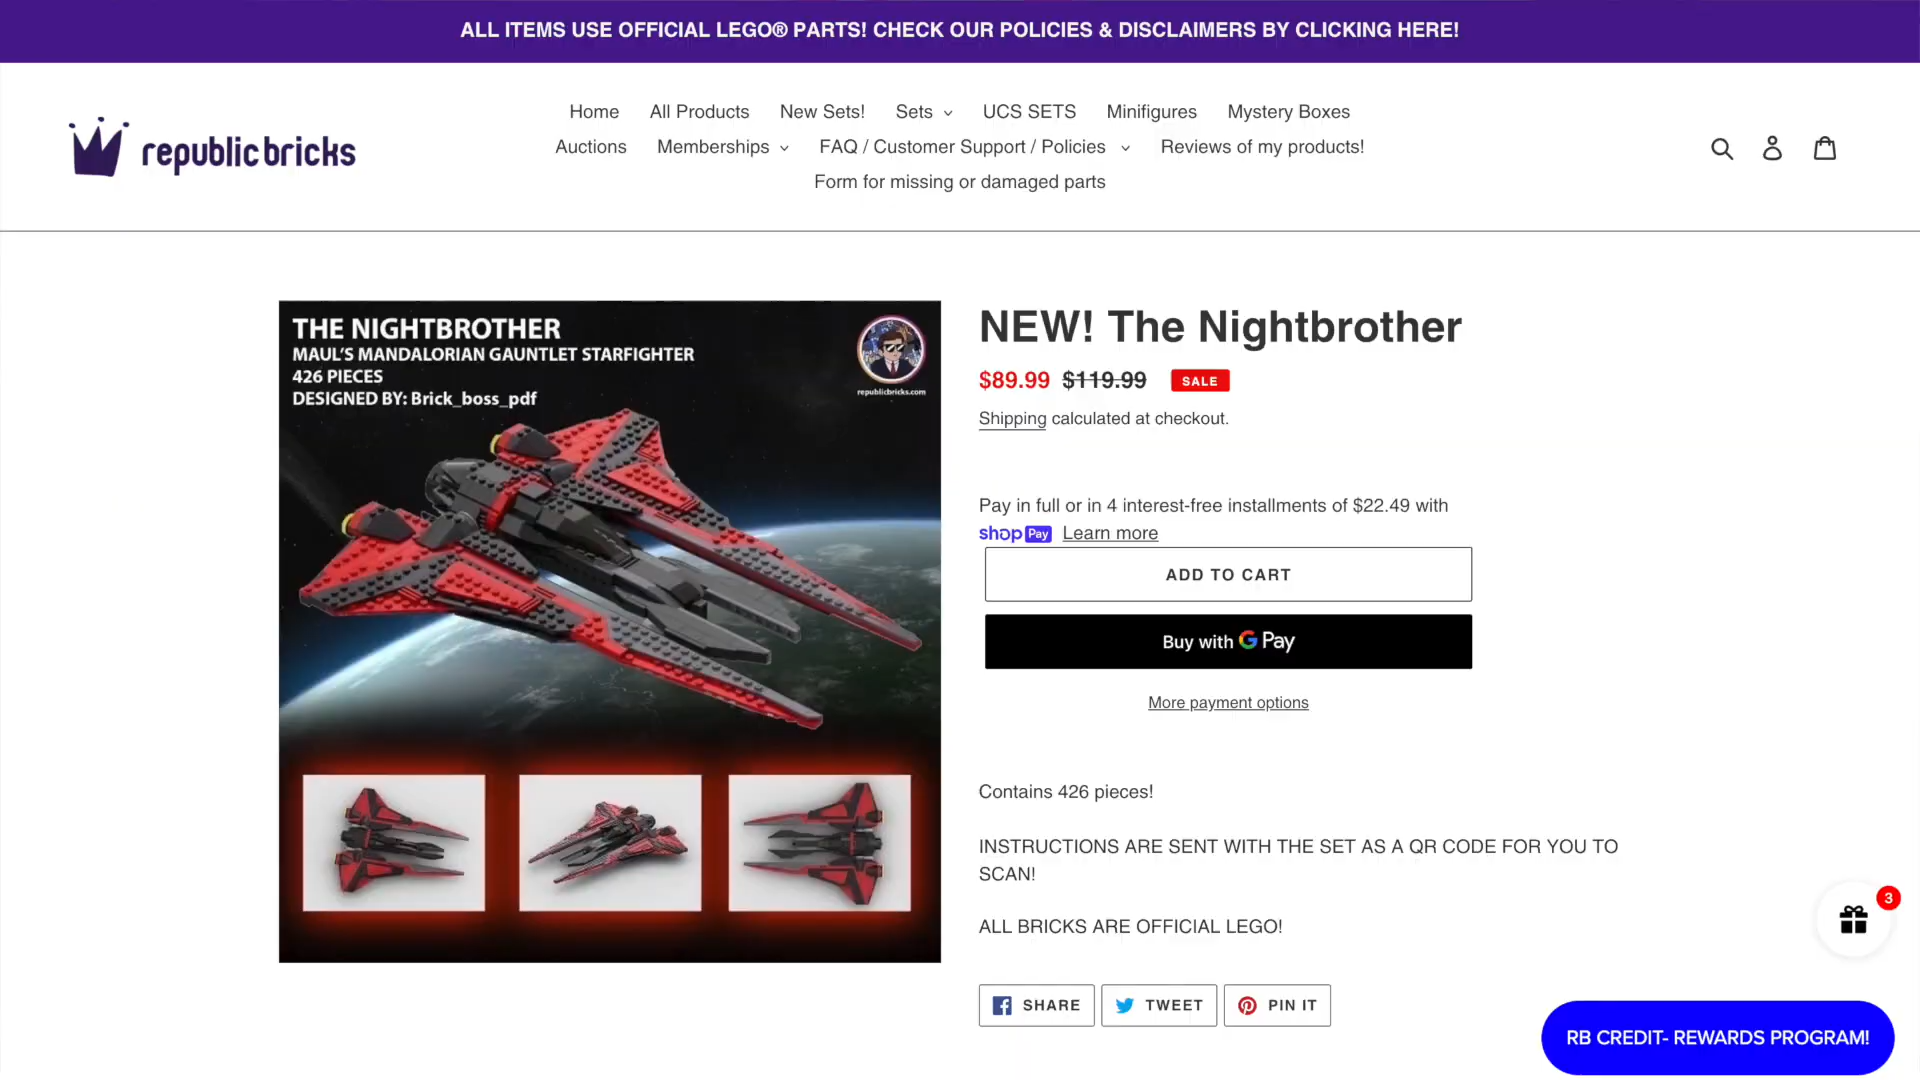 ALL ITEMS USE OFFICIAL LEGO® PARTS! CHECK OUR POLICIES & DISCLAIMERS BY CLICKING HERE!
republic bricks
Home All Products New Sets! Sets UCS SETS Minifigures Mystery Boxes
Auctions Memberships FAQ / Customer Support / Policies Reviews of my products!
Form for missing or damaged parts
THE NIGHTBROTHER
MAUL'S MANDALORIAN GAUNTLET STARFIGHTER
426 PIECES
DESIGNED BY: Brick_boss_pdf
republicbricks.com
NEW! The Nightbrother
$89.99 $119.99 SALE
Shipping calculated at checkout.
Pay in full or in 4 interest-free installments of $22.49 with
shop Pay Learn more
ADD TO CART
Buy with G Pay
More payment options
Contains 426 pieces!
INSTRUCTIONS ARE SENT WITH THE SET AS A QR CODE FOR YOU TO
SCAN!
ALL BRICKS ARE OFFICIAL LEGO!
3
SHARE TWEET PIN IT
RB CREDIT- REWARDS PROGRAM!